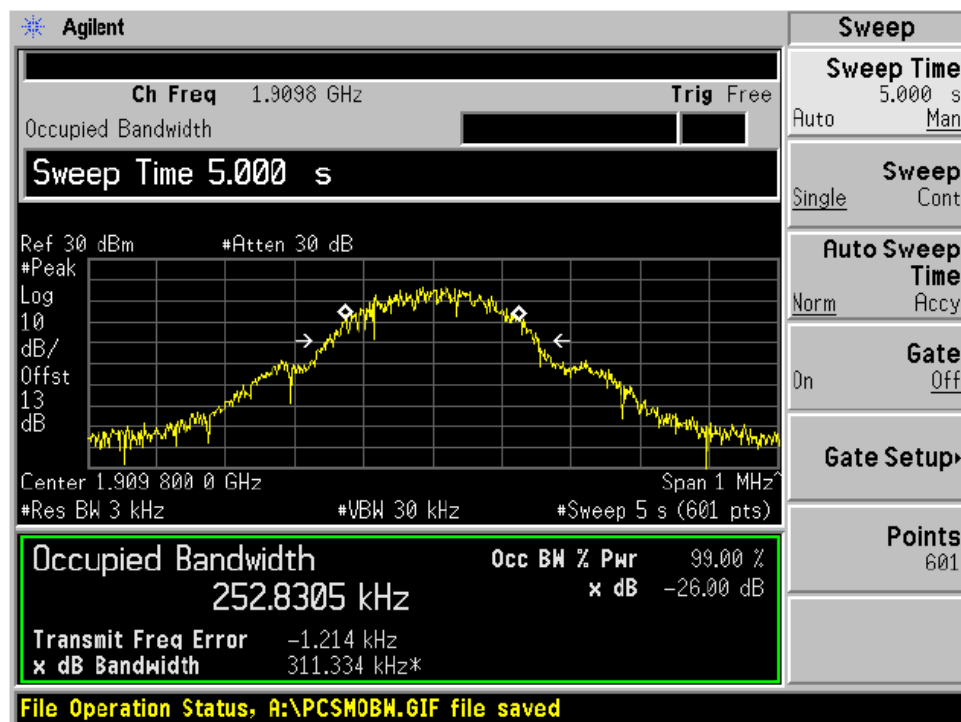 Agilent
Ch Freq 1.9098 GHz Trig Free
Occupied Bandwidth
Sweep Time 5.000 s
Ref 30 dBm #Atten 30 dB
#Peak
Log
10
dB/
Offst
13
dB
Center 1.909 800 0 GHz Span 1 MHz^
#Res BW 3 kHz #VBW 30 kHz #Sweep 5 s (601 pts)
Occupied Bandwidth Occ BW % Pwr 99.00 %
252.8305 kHz x dB -26.00 dB
Transmit Freq Error -1.214 kHz
x dB Bandwidth 311.334 kHz*
File Operation Status, A:\PCSMOBW.GIF file saved
Sweep
Sweep Time
5.000 s
Auto Man
Sweep
Single Cont
Auto Sweep
Time
Norm Accy
Gate
On Off
Gate Setup
Points
601